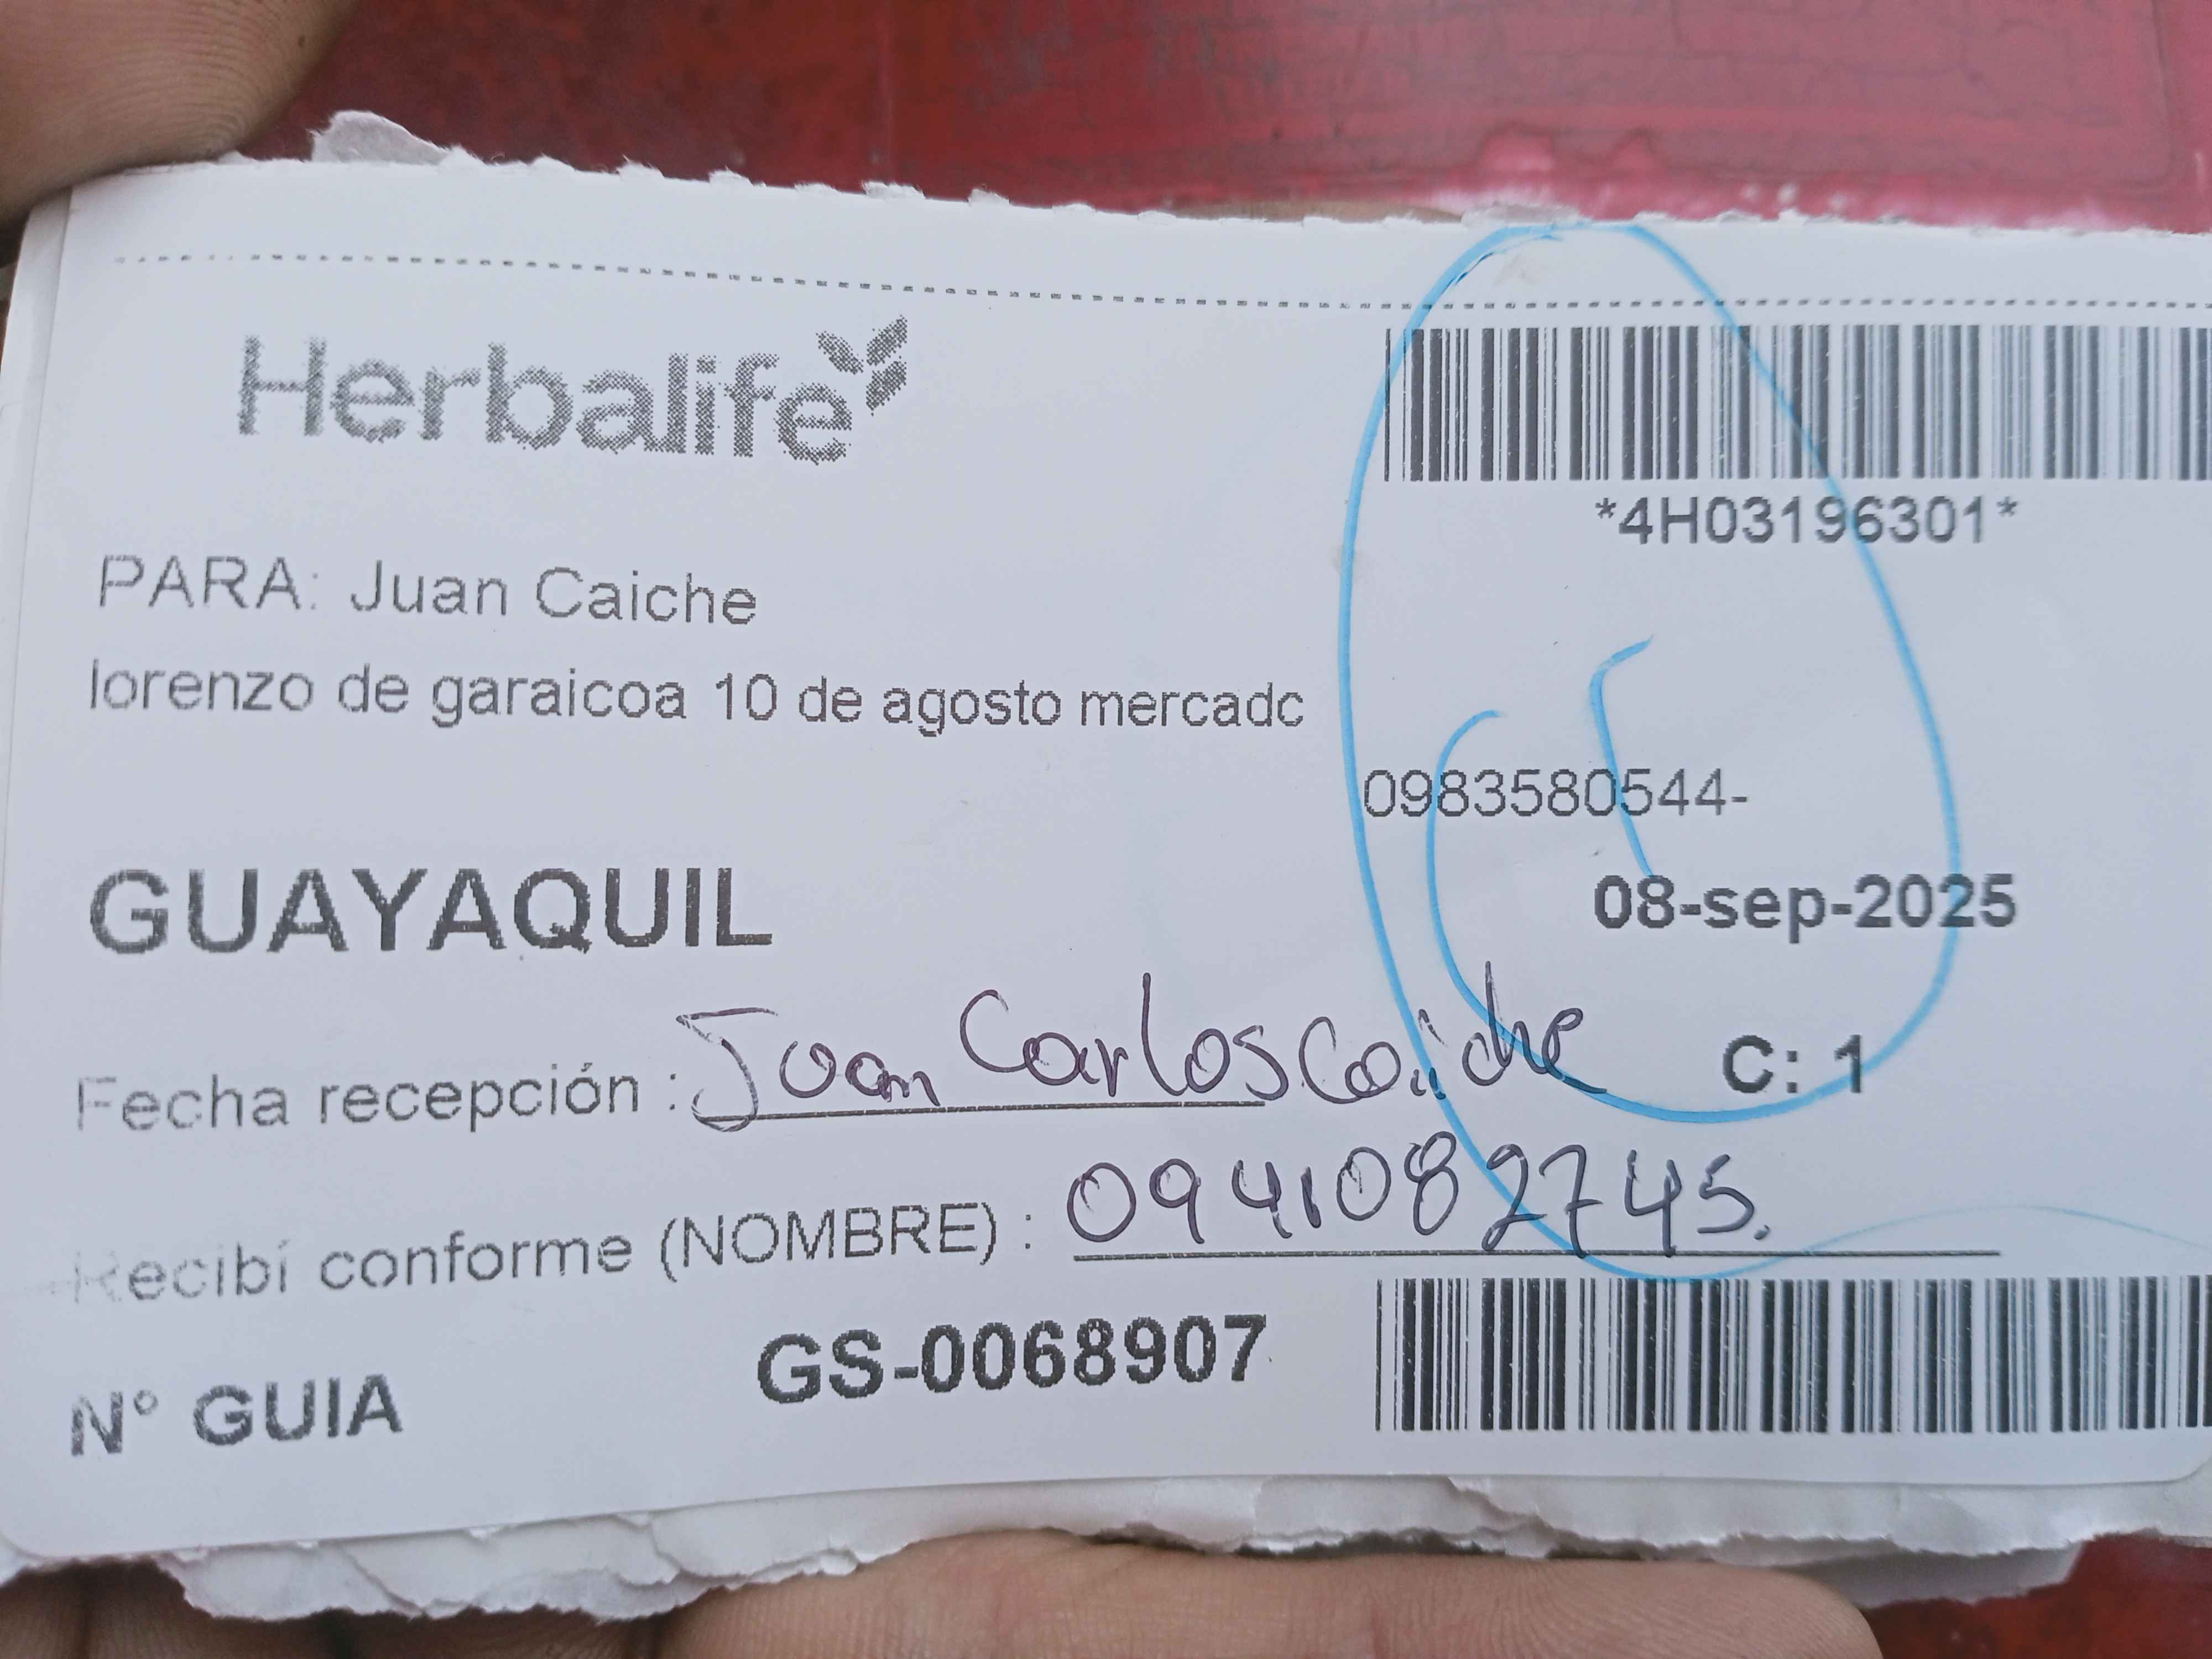 Herbalife
*4H03196301*
PARA: Juan Caiche
lorenzo de garaicoa 10 de agosto mercadc
0983580544-
GUAYAQUIL
08-sep-2025
Fecha recepción : Juan Carlos Caiche
C: 1
Recibí conforme (NOMBRE) : 0941082745.
N° GUIA GS-0068907